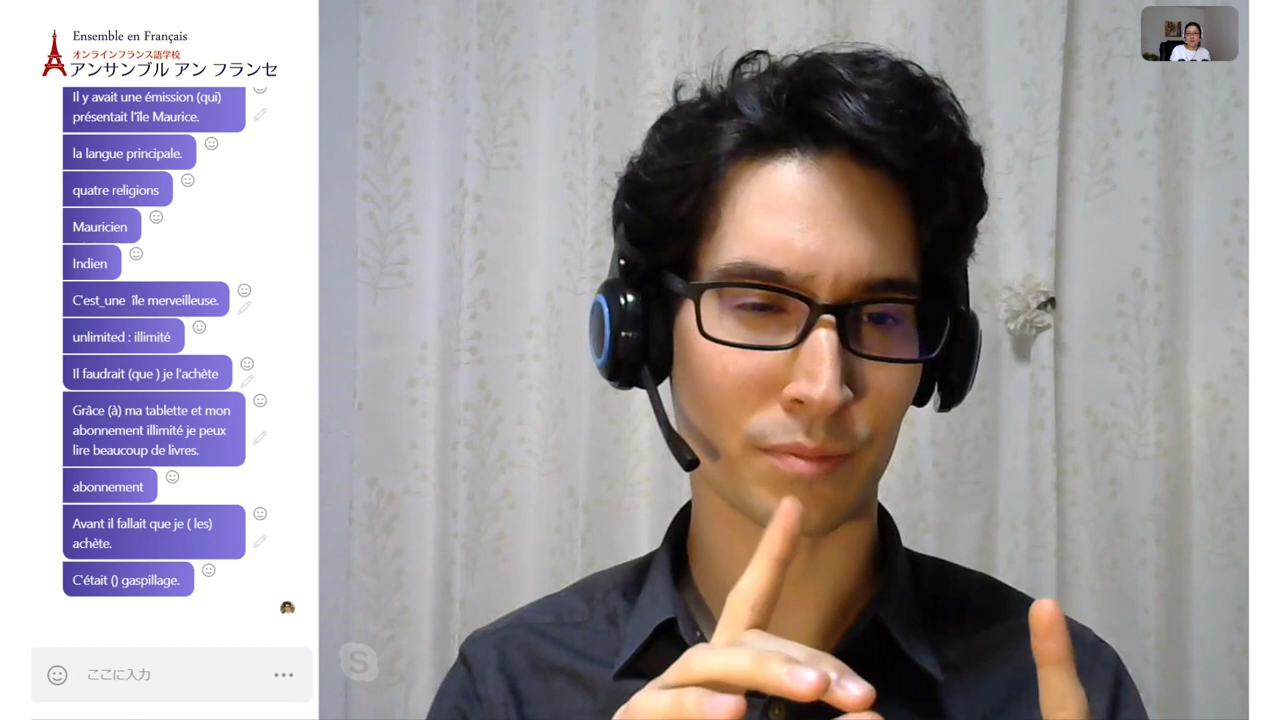 Ensemble en Français
オンラインフランス語学校
アンサンブル アン フランセ
Il y avait une émission (qui)
présentait l'île Maurice.
la langue principale.
quatre religions
Mauricien
Indien
C'est_une île merveilleuse.
unlimited : illimité
Il faudrait (que ) je l'achète
Grâce (à) ma tablette et mon
abonnement illimité je peux
lire beaucoup de livres.
abonnement
Avant il fallait que je ( les)
achète.
C'était () gaspillage.
ここに入力
S